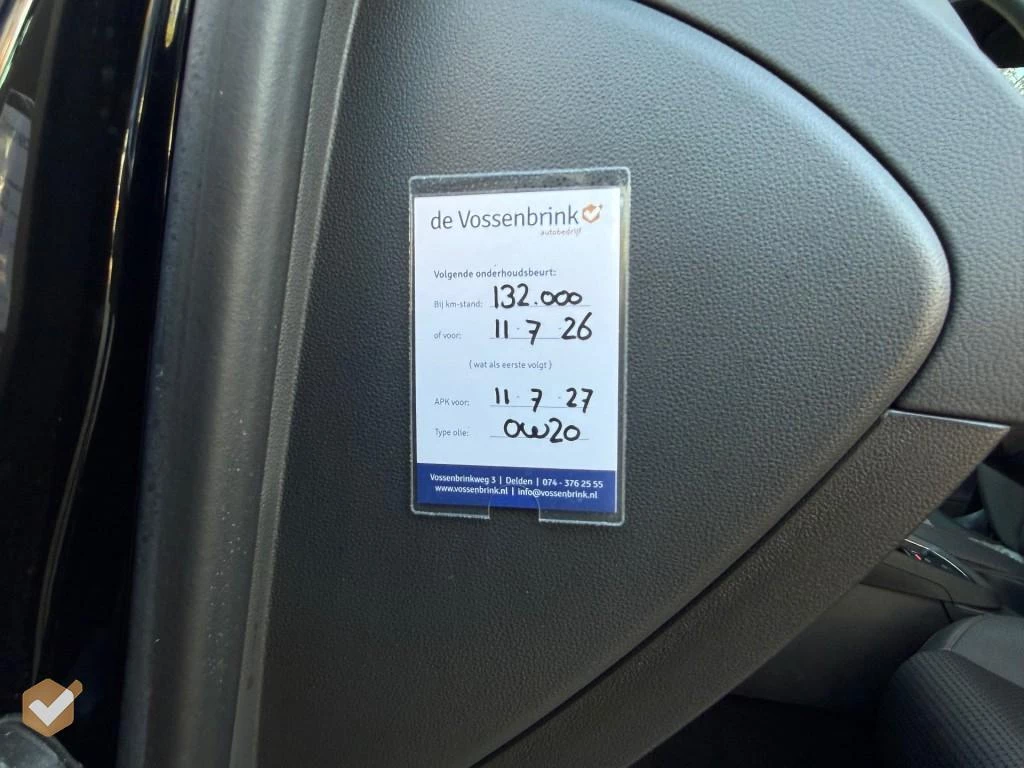 de Vossenbrink
autobedrijf
Volgende onderhoudsbeurt:
Bij km-stand: 132.000
of voor: 11 - 7 - 26
( wat als eerste volgt )
APK voor: 11 - 7 - 27
Type olie: 0W20
Vossenbrinkweg 3 | Delden | 074 - 376 25 55
www.vossenbrink.nl | info@vossenbrink.nl